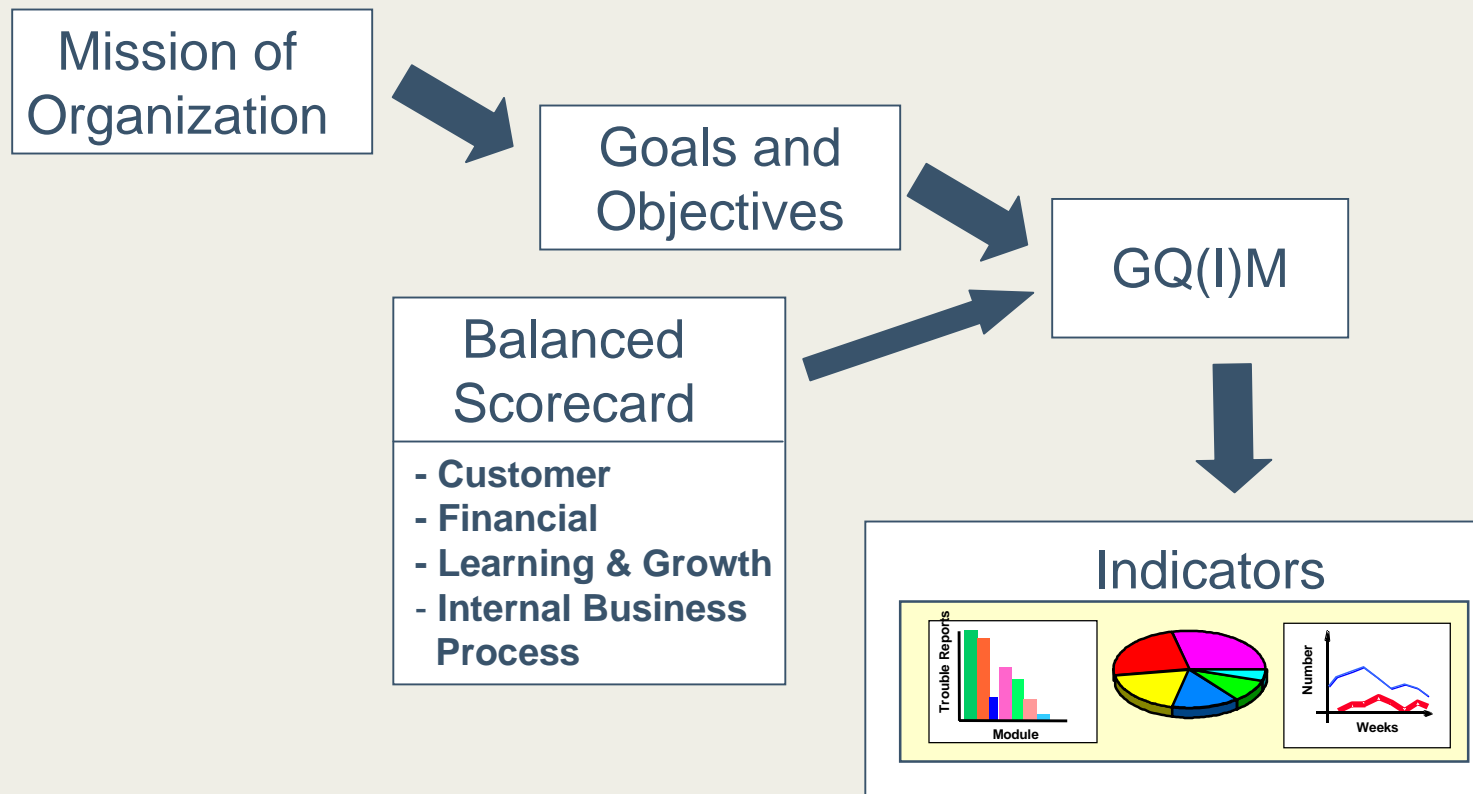 Mission of
Organization
Goals and
Objectives
GQ(I)M
Balanced
Scorecard
- Customer
- Financial
- Learning & Growth
- Internal Business
Process
Indicators
Trouble Reports
Module
Number
Weeks